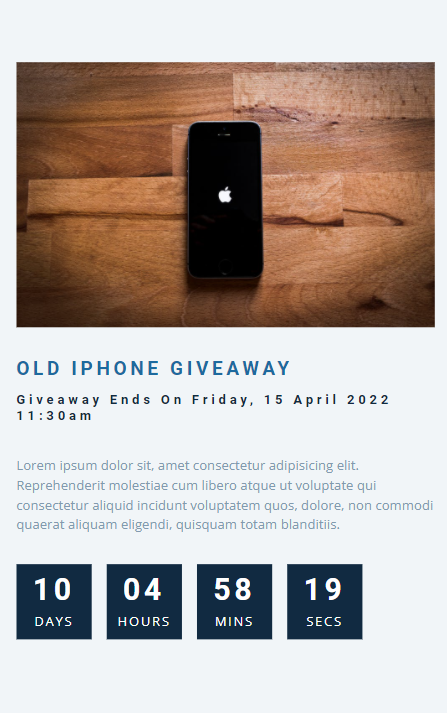 OLD IPHONE GIVEAWAY
Giveaway Ends On Friday, 15 April 2022
11:30am
Lorem ipsum dolor sit, amet consectetur adipisicing elit.
Reprehenderit molestiae cum libero atque ut voluptate qui
consectetur aliquid incidunt voluptatem quos, dolore, non commodi
quaerat aliquam eligendi, quisquam totam blanditiis.
10 04 58 19
DAYS HOURS MINS SECS